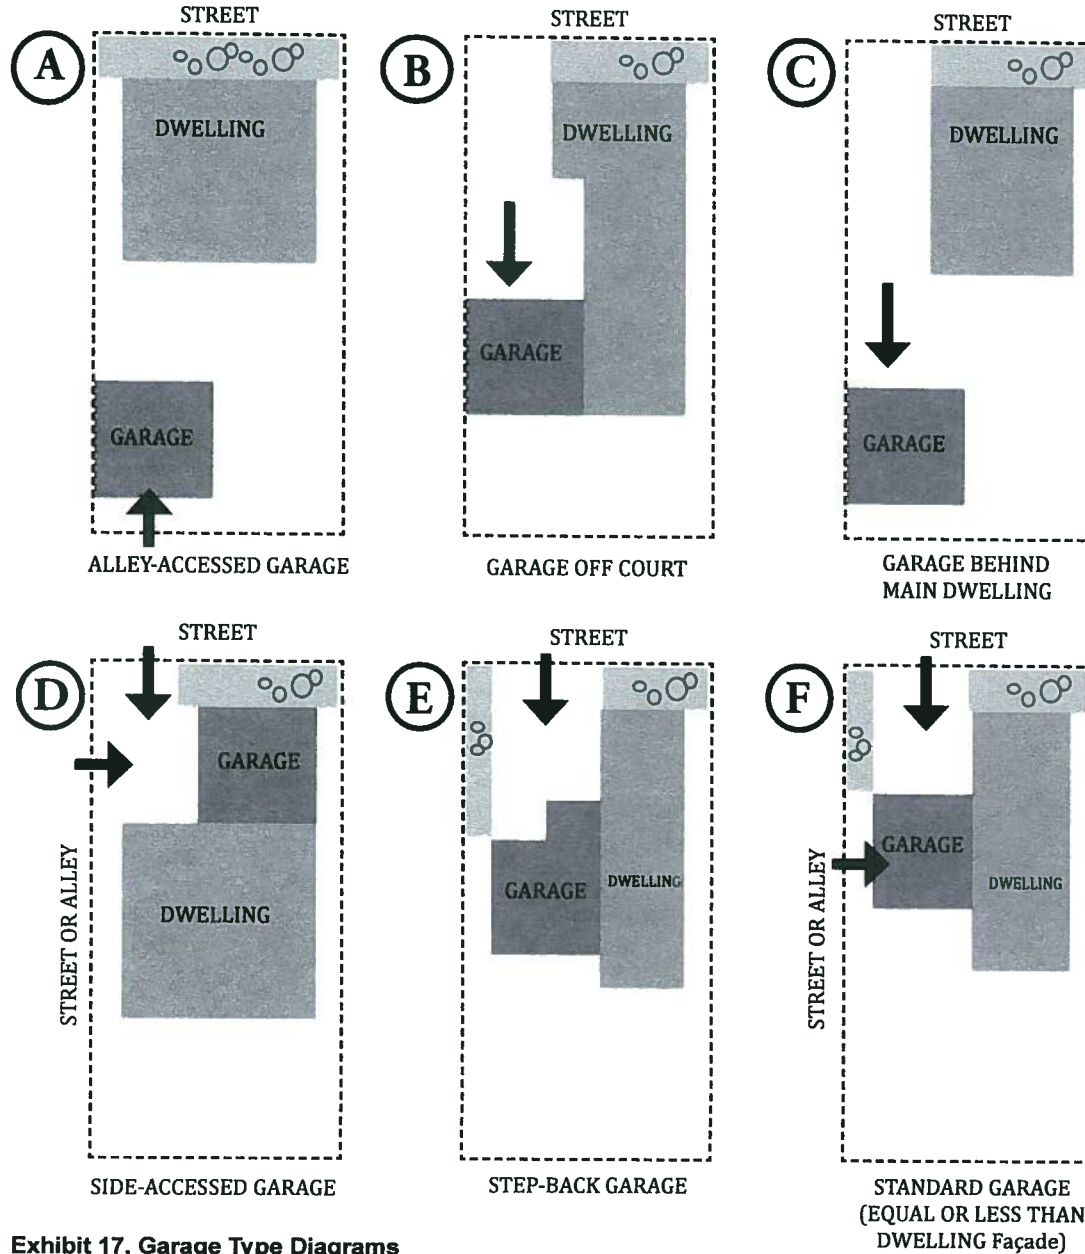 STREET
A
DWELLING
GARAGE
ALLEY-ACCESSED GARAGE
STREET
B
DWELLING
GARAGE
GARAGE OFF COURT
STREET
C
DWELLING
GARAGE
GARAGE BEHIND
MAIN DWELLING
STREET
D
GARAGE
DWELLING
STREET OR ALLEY
SIDE-ACCESSED GARAGE
STREET
E
GARAGE
DWELLING
STEP-BACK GARAGE
STREET
F
GARAGE
DWELLING
STREET OR ALLEY
STANDARD GARAGE
(EQUAL OR LESS THAN
DWELLING Façade)
Exhibit 17. Garage Type Diagrams